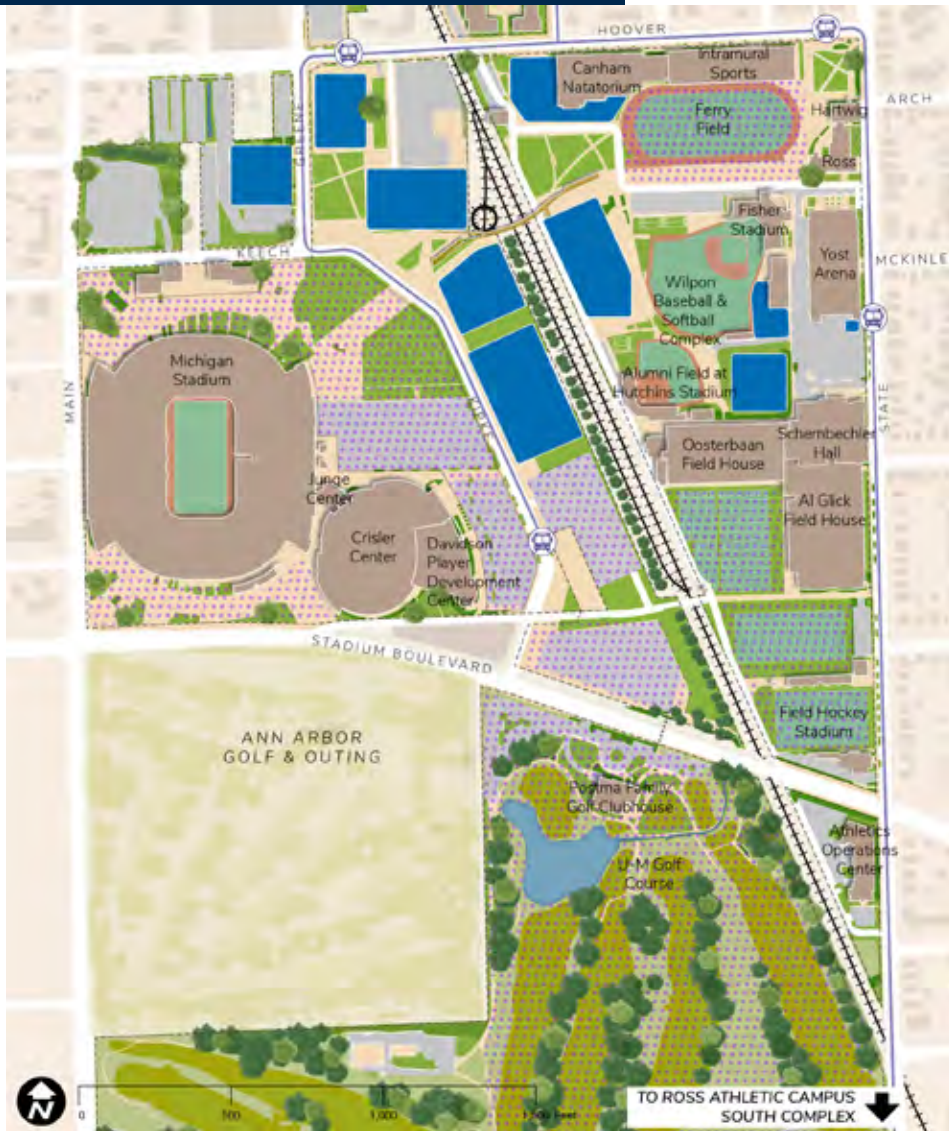 HOOVER
Canham
Natatorium
Intramural
Sports
Ferry
Field
Hartwig
ARCH
Ross
GREENE
KEECH
Fisher
Stadium
Yost
Arena
MCKINLE
Wilpon
Baseball &
Softball
Complex
Michigan
Stadium
MAIN
Alumni Field at
Hutchins Stadium
STATE
Oosterbaan
Field House
Schembechler
Hall
Junge
Center
Al Glick
Field House
Crisler
Center
Davidson
Player
Development
Center
STADIUM BOULEVARD
Field Hockey
Stadium
ANN ARBOR
GOLF & OUTING
Postma Family
Golf Clubhouse
Athletics
Operations
Center
U-M Golf
Course
N
0
500
1,000
1,500 Feet
TO ROSS ATHLETIC CAMPUS
SOUTH COMPLEX